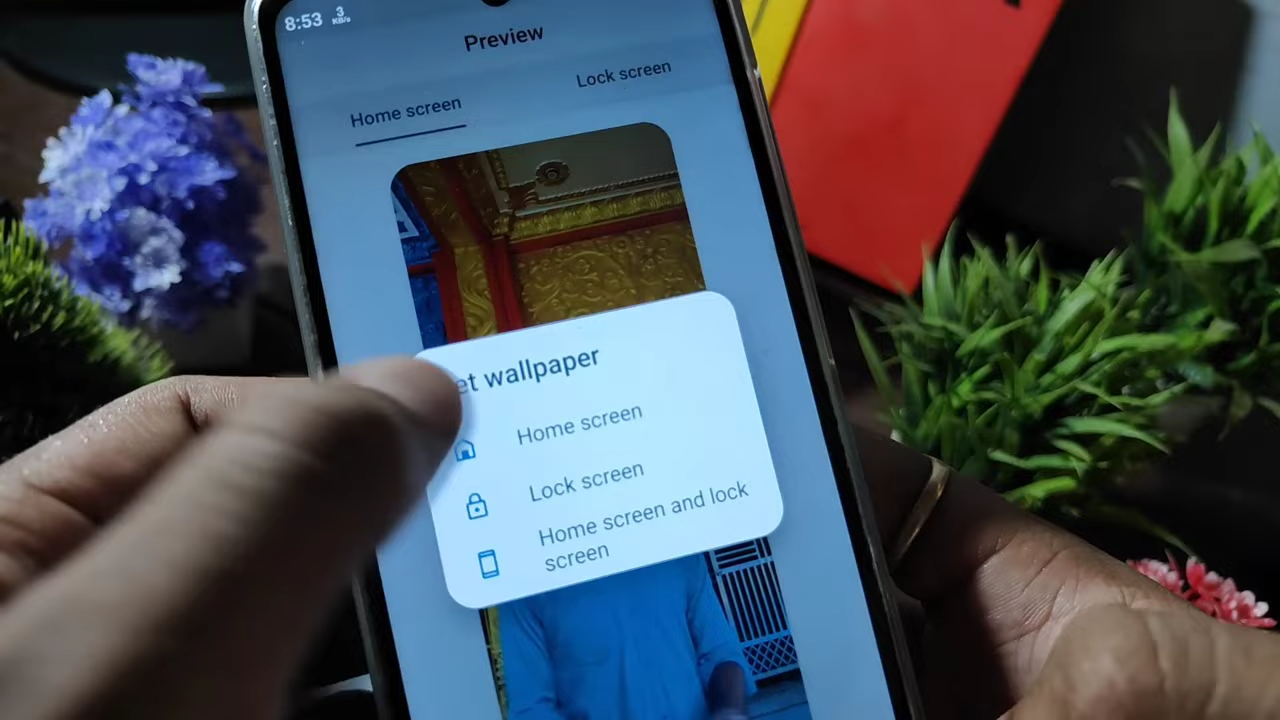 8:53 3
KB/s
Preview
Home screen
Lock screen
et wallpaper
Home screen
Lock screen
Home screen and lock
screen